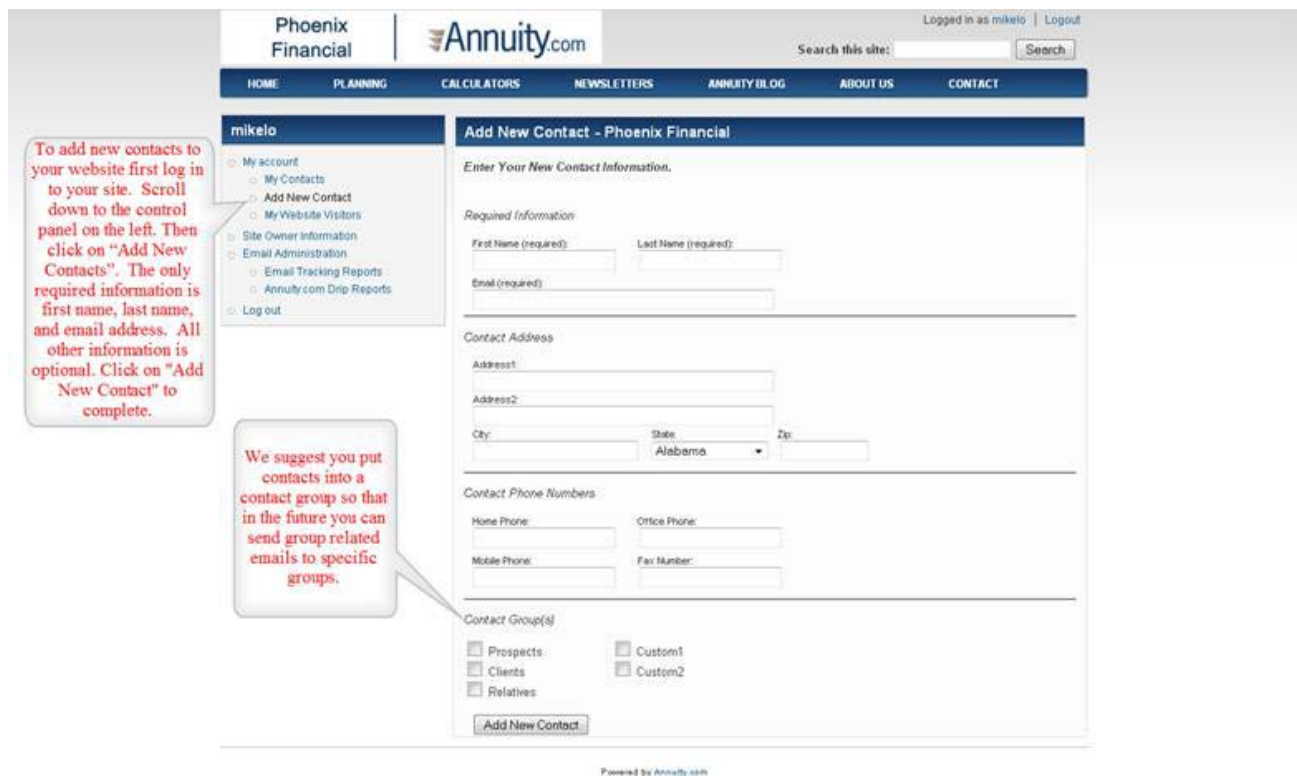 Phoenix
Financial
Annuity.com
Logged in as mikelo | Logout
Search this site:
Search
HOME PLANNING CALCULATORS NEWSLETTERS ANNUITY BLOG ABOUT US CONTACT
mikelo
My account
My Contacts
Add New Contact
My Website Visitors
Site Owner Information
Email Administration
Email Tracking Reports
Annuity.com Drip Reports
Log out
To add new contacts to
your website first log in
to your site. Scroll
down to the control
panel on the left. Then
click on “Add New
Contacts”. The only
required information is
first name, last name,
and email address. All
other information is
optional. Click on "Add
New Contact" to
complete.
We suggest you put
contacts into a
contact group so that
in the future you can
send group related
emails to specific
groups.
Add New Contact - Phoenix Financial
Enter Your New Contact Information.
Required Information
First Name (required): Last Name (required):
Email (required):
Contact Address
Address1:
Address2:
City: State: Zip:
Alabama
Contact Phone Numbers
Home Phone: Office Phone:
Mobile Phone: Fax Number:
Contact Group(s)
Prospects Custom1
Clients Custom2
Relatives
Add New Contact
Powered by Annuity.com